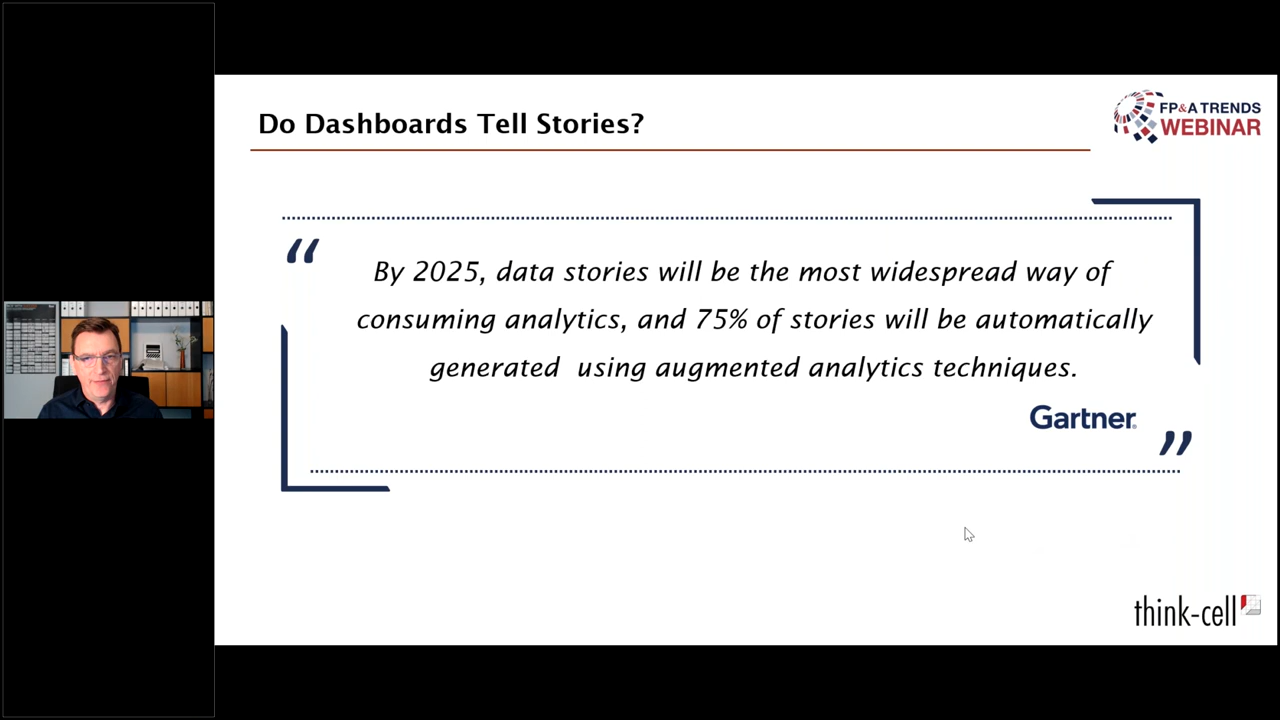 Do Dashboards Tell Stories?
FP&A TRENDS
WEBINAR
“
By 2025, data stories will be the most widespread way of
consuming analytics, and 75% of stories will be automatically
generated  using augmented analytics techniques.
Gartner®
”
think-cell